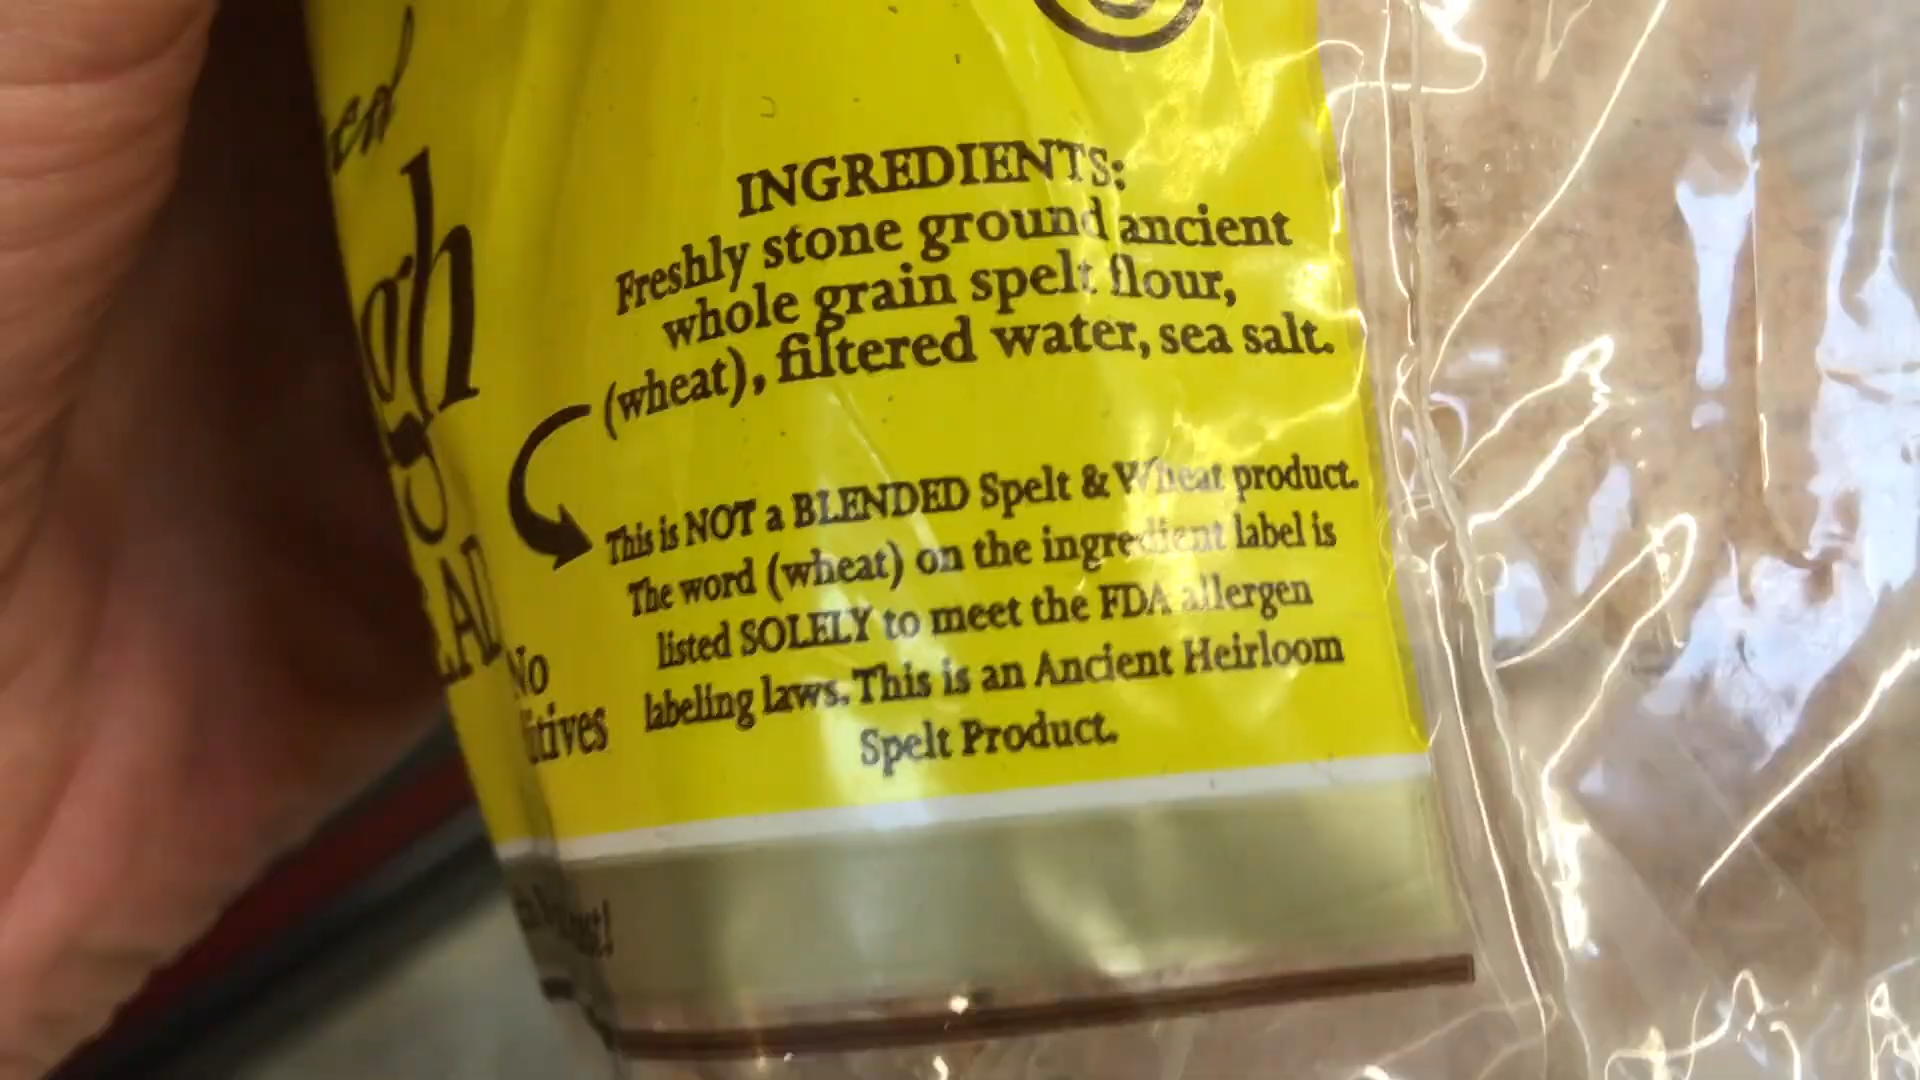 INGREDIENTS:
Freshly stone ground ancient
whole grain spelt flour,
(wheat), filtered water, sea salt.
This is NOT a BLENDED Spelt & Wheat product.
The word (wheat) on the ingredient label is
listed SOLELY to meet the FDA allergen
labeling laws. This is an Ancient Heirloom
Spelt Product.
No